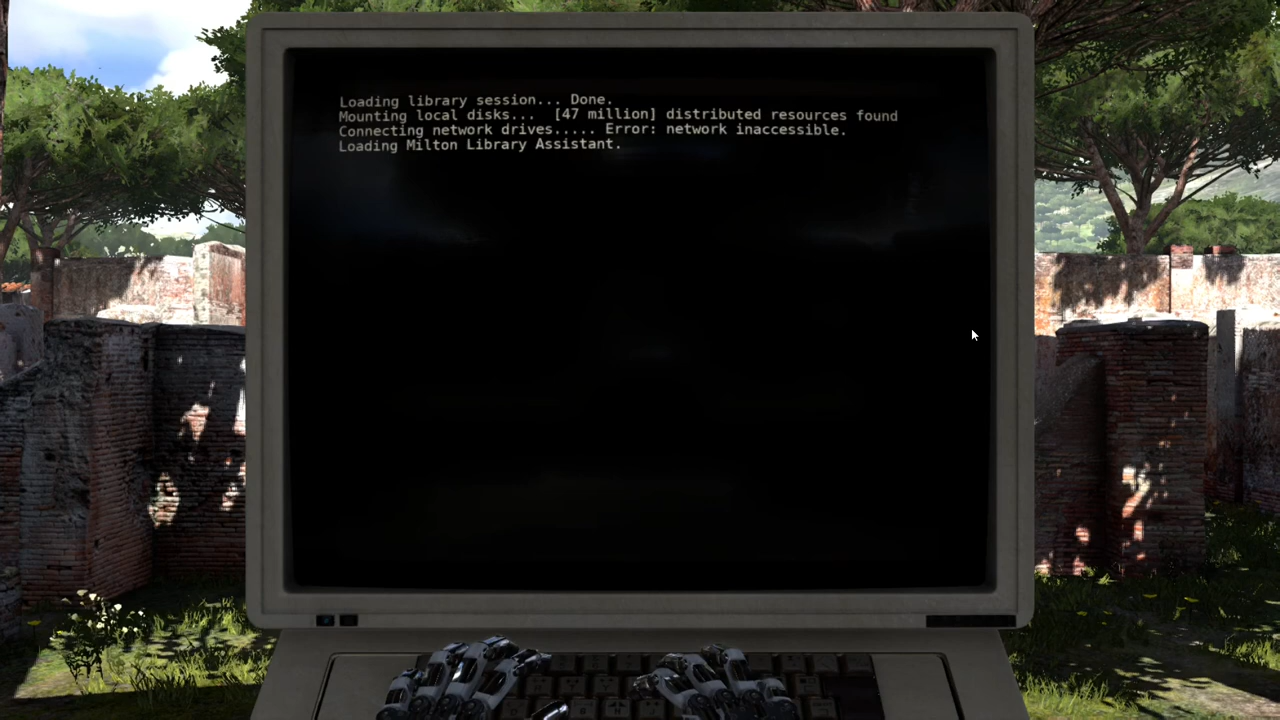 Loading library session... Done.
Mounting local disks...  [47 million] distributed resources found
Connecting network drives..... Error: network inaccessible.
Loading Milton Library Assistant.